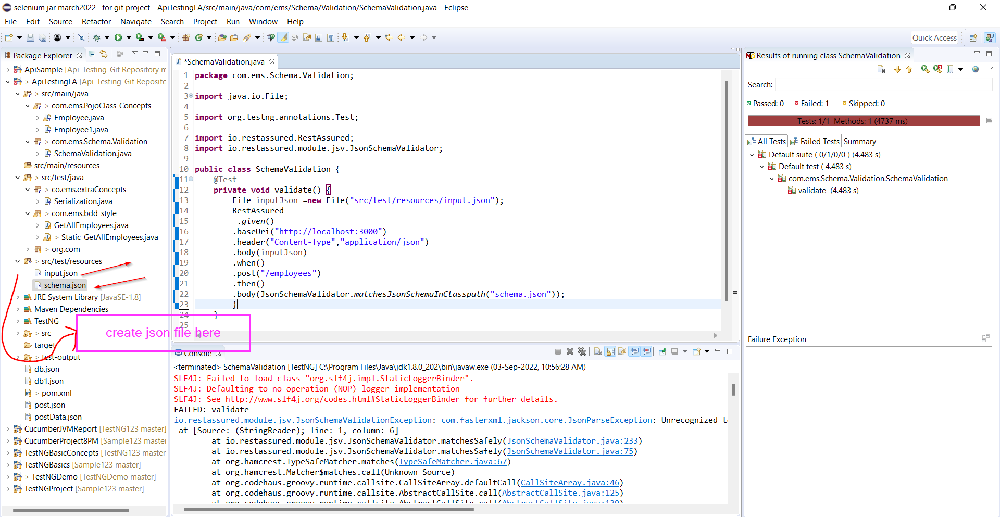 selenium jar march2022--for git project - ApiTestingLA/src/main/java/com/ems/Schema/Validation/SchemaValidation.java - Eclipse
File Edit Source Refactor Navigate Search Project Run Window Help
Quick Access
Package Explorer
ApiSample [Api-Testing_Git Repository m
> ApiTestingLA [Api-Testing_Git Reposito
> src/main/java
> com.ems.PojoClass_Concepts
Employee.java
Employee1.java
> com.ems.Schema.Validation
SchemaValidation.java
src/main/resources
> src/test/java
> co.ems.extraConcepts
Serialization.java
> com.ems.bdd_style
GetAllEmployees.java
> Static_GetAllEmployees.java
> org.com
> src/test/resources
input.json
schema.json
JRE System Library [JavaSE-1.8]
Maven Dependencies
TestNG
> src
target
> test-output
db.json
db1.json
> pom.xml
post.json
postData.json
CucumberJVMReport [TestNG123 master]
CucumberProject8PM [Sample123 master
TestNGBasicConcepts [TestNG123 master
TestNGBasics [Sample123 master]
> TestNGDemo [TestNGDemo master]
TestNGProject [Sample123 master]
create json file here
*SchemaValidation.java
1 package com.ems.Schema.Validation;
2
3 import java.io.File;
4
5 import org.testng.annotations.Test;
6
7 import io.restassured.RestAssured;
8 import io.restassured.module.jsv.JsonSchemaValidator;
9
10 public class SchemaValidation {
11 @Test
12 private void validate() {
13 File inputJson =new File("src/test/resources/input.json");
14 RestAssured
15 .given()
16 .baseUri("http://localhost:3000")
17 .header("Content-Type","application/json")
18 .body(inputJson)
19 .when()
20 .post("/employees")
21 .then()
22 .body(JsonSchemaValidator.matchesJsonSchemaInClasspath("schema.json"));
23 }
24 }
25
Console
<terminated> SchemaValidation [TestNG] C:\Program Files\Java\jdk1.8.0_202\bin\javaw.exe (03-Sep-2022, 10:56:28 AM)
SLF4J: Failed to load class "org.slf4j.impl.StaticLoggerBinder".
SLF4J: Defaulting to no-operation (NOP) logger implementation
SLF4J: See http://www.slf4j.org/codes.html#StaticLoggerBinder for further details.
FAILED: validate
io.restassured.module.jsv.JsonSchemaValidationException: com.fasterxml.jackson.core.JsonParseException: Unrecognized t
at [Source: (StringReader); line: 1, column: 6]
at io.restassured.module.jsv.JsonSchemaValidator.matchesSafely(JsonSchemaValidator.java:233)
at io.restassured.module.jsv.JsonSchemaValidator.matchesSafely(JsonSchemaValidator.java:75)
at org.hamcrest.TypeSafeMatcher.matches(TypeSafeMatcher.java:67)
at org.hamcrest.Matcher$matches.call(Unknown Source)
at org.codehaus.groovy.runtime.callsite.CallSiteArray.defaultCall(CallSiteArray.java:46)
at org.codehaus.groovy.runtime.callsite.AbstractCallSite.call(AbstractCallSite.java:125)
at org.codehaus.groovy.runtime.callsite.AbstractCallSite.call(AbstractCallSite.java:139)
Results of running class SchemaValidation
Search:
Passed: 0 Failed: 1 Skipped: 0
Tests: 1/1 Methods: 1 (4737 ms)
All Tests Failed Tests Summary
Default suite ( 0/1/0/0 ) (4.483 s)
Default test ( 4.483 s)
com.ems.Schema.Validation.SchemaValidation
validate (4.483 s)
Failure Exception